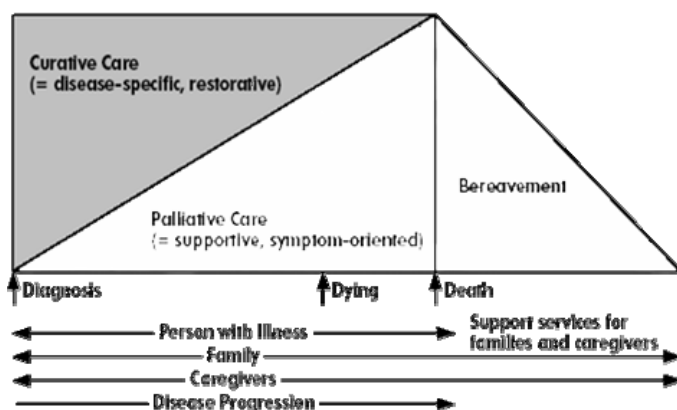 Curative Care
(= disease-specific, restorative)
Bereavement
Palliative Care
(= supportive, symptom-oriented)
Diagnosis
Dying
Death
Person with Illness
Support services for
families and caregivers
Family
Caregivers
Disease Progression